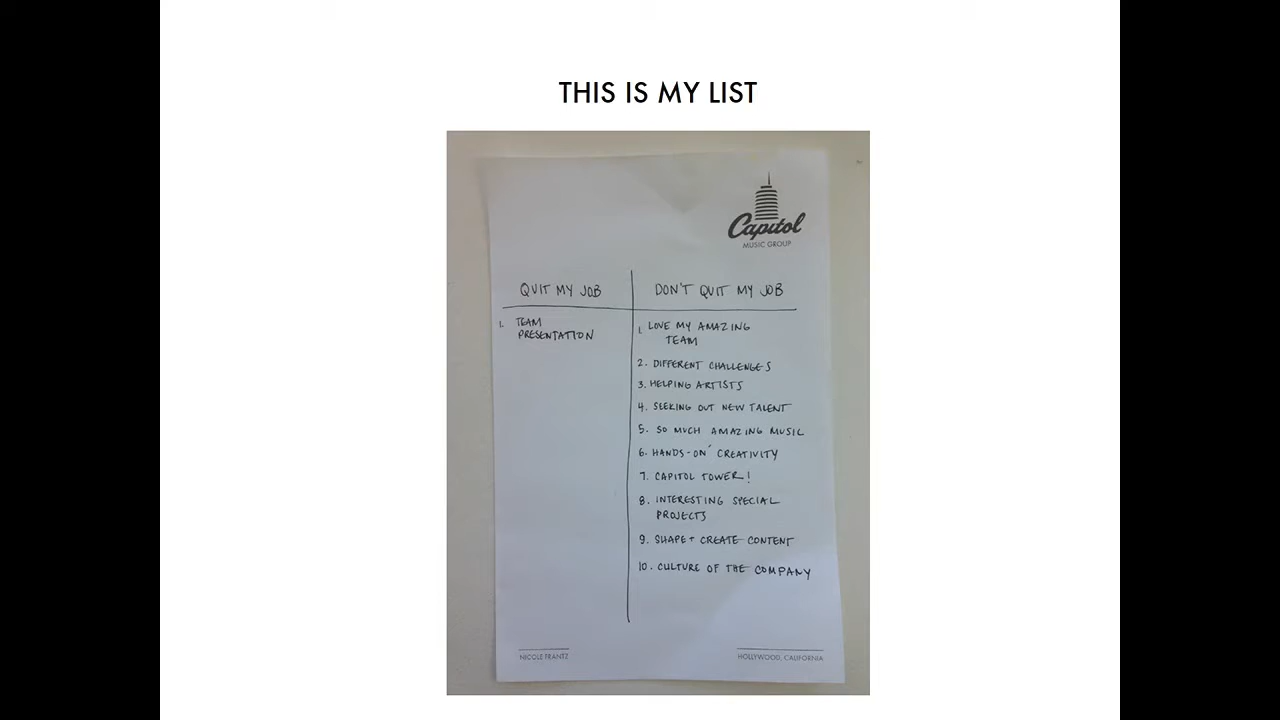 THIS IS MY LIST
Capitol
MUSIC GROUP
QUIT MY JOB
1. TEAM
PRESENTATION
DON'T QUIT MY JOB
1. LOVE MY AMAZING
TEAM
2. DIFFERENT CHALLENGES
3. HELPING ARTISTS
4. SEEKING OUT NEW TALENT
5. SO MUCH AMAZING MUSIC
6. HANDS-ON CREATIVITY
7. CAPITOL TOWER!
8. INTERESTING SPECIAL
PROJECTS
9. SHAPE + CREATE CONTENT
10. CULTURE OF THE COMPANY
NICOLE FRANTZ
HOLLYWOOD, CALIFORNIA